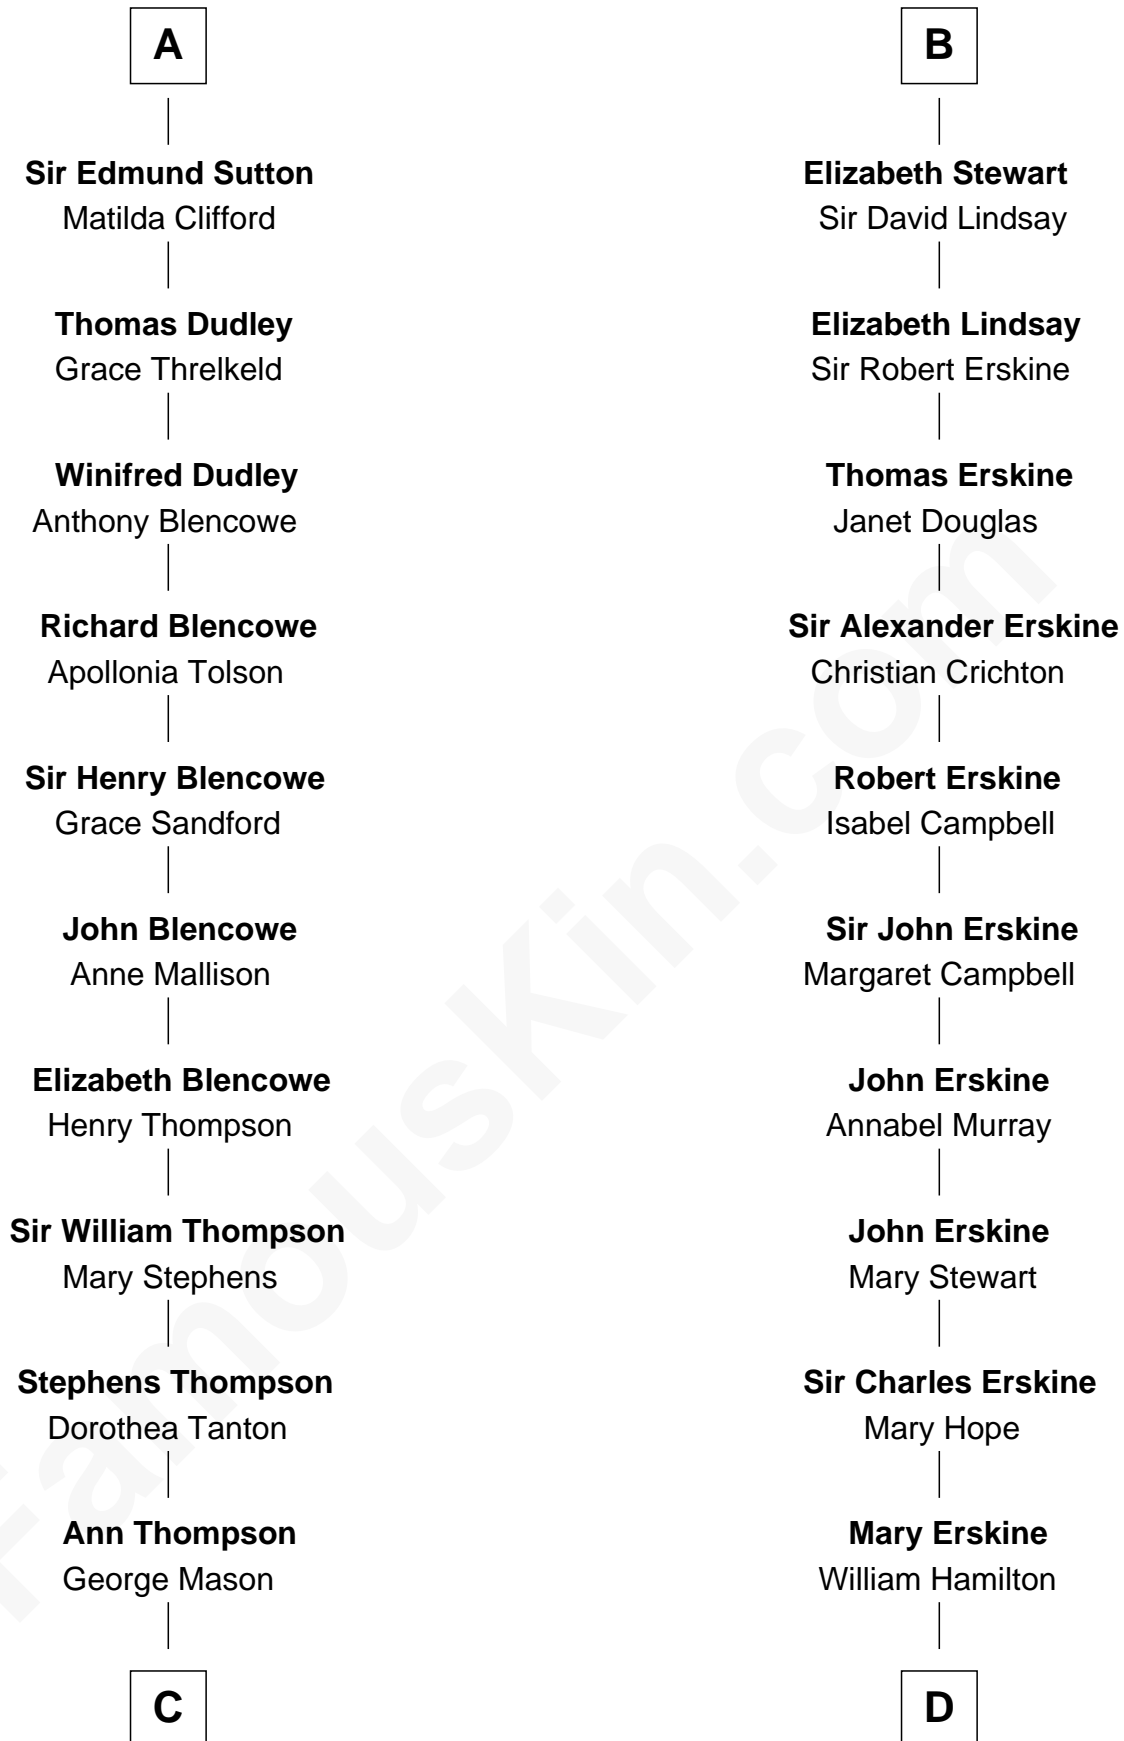 A
Sir Edmund Sutton
Matilda Clifford
Thomas Dudley
Grace Threlkeld
Winifred Dudley
Anthony Blencowe
Richard Blencowe
Apollonia Tolson
Sir Henry Blencowe
Grace Sandford
John Blencowe
Anne Mallison
Elizabeth Blencowe
Henry Thompson
Sir William Thompson
Mary Stephens
Stephens Thompson
Dorothea Tanton
Ann Thompson
George Mason
C
B
Elizabeth Stewart
Sir David Lindsay
Elizabeth Lindsay
Sir Robert Erskine
Thomas Erskine
Janet Douglas
Sir Alexander Erskine
Christian Crichton
Robert Erskine
Isabel Campbell
Sir John Erskine
Margaret Campbell
John Erskine
Annabel Murray
John Erskine
Mary Stewart
Sir Charles Erskine
Mary Hope
Mary Erskine
William Hamilton
D
FamousKin.com